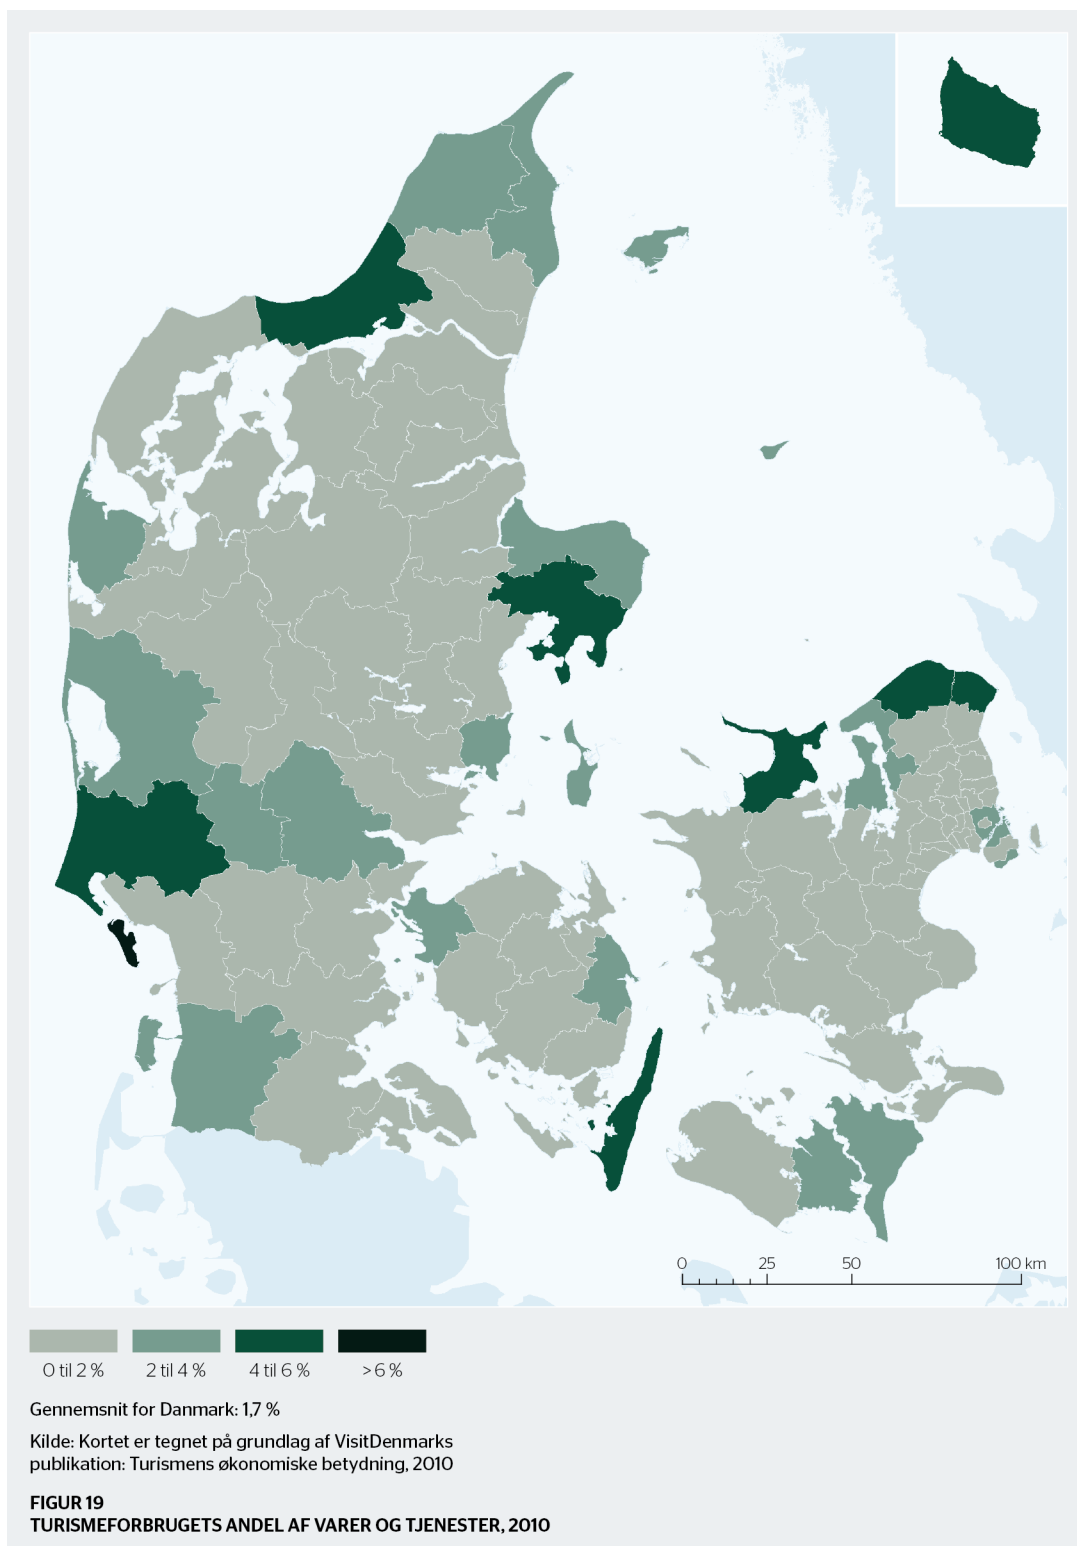 0 25 50 100 km
0 til 2 % 2 til 4 % 4 til 6 % >6 %
Gennemsnit for Danmark: 1,7 %
Kilde: Kortet er tegnet på grundlag af VisitDenmarks
publikation: Turismens økonomiske betydning, 2010
FIGUR 19
TURISMEFORBRUGETS ANDEL AF VARER OG TJENESTER, 2010